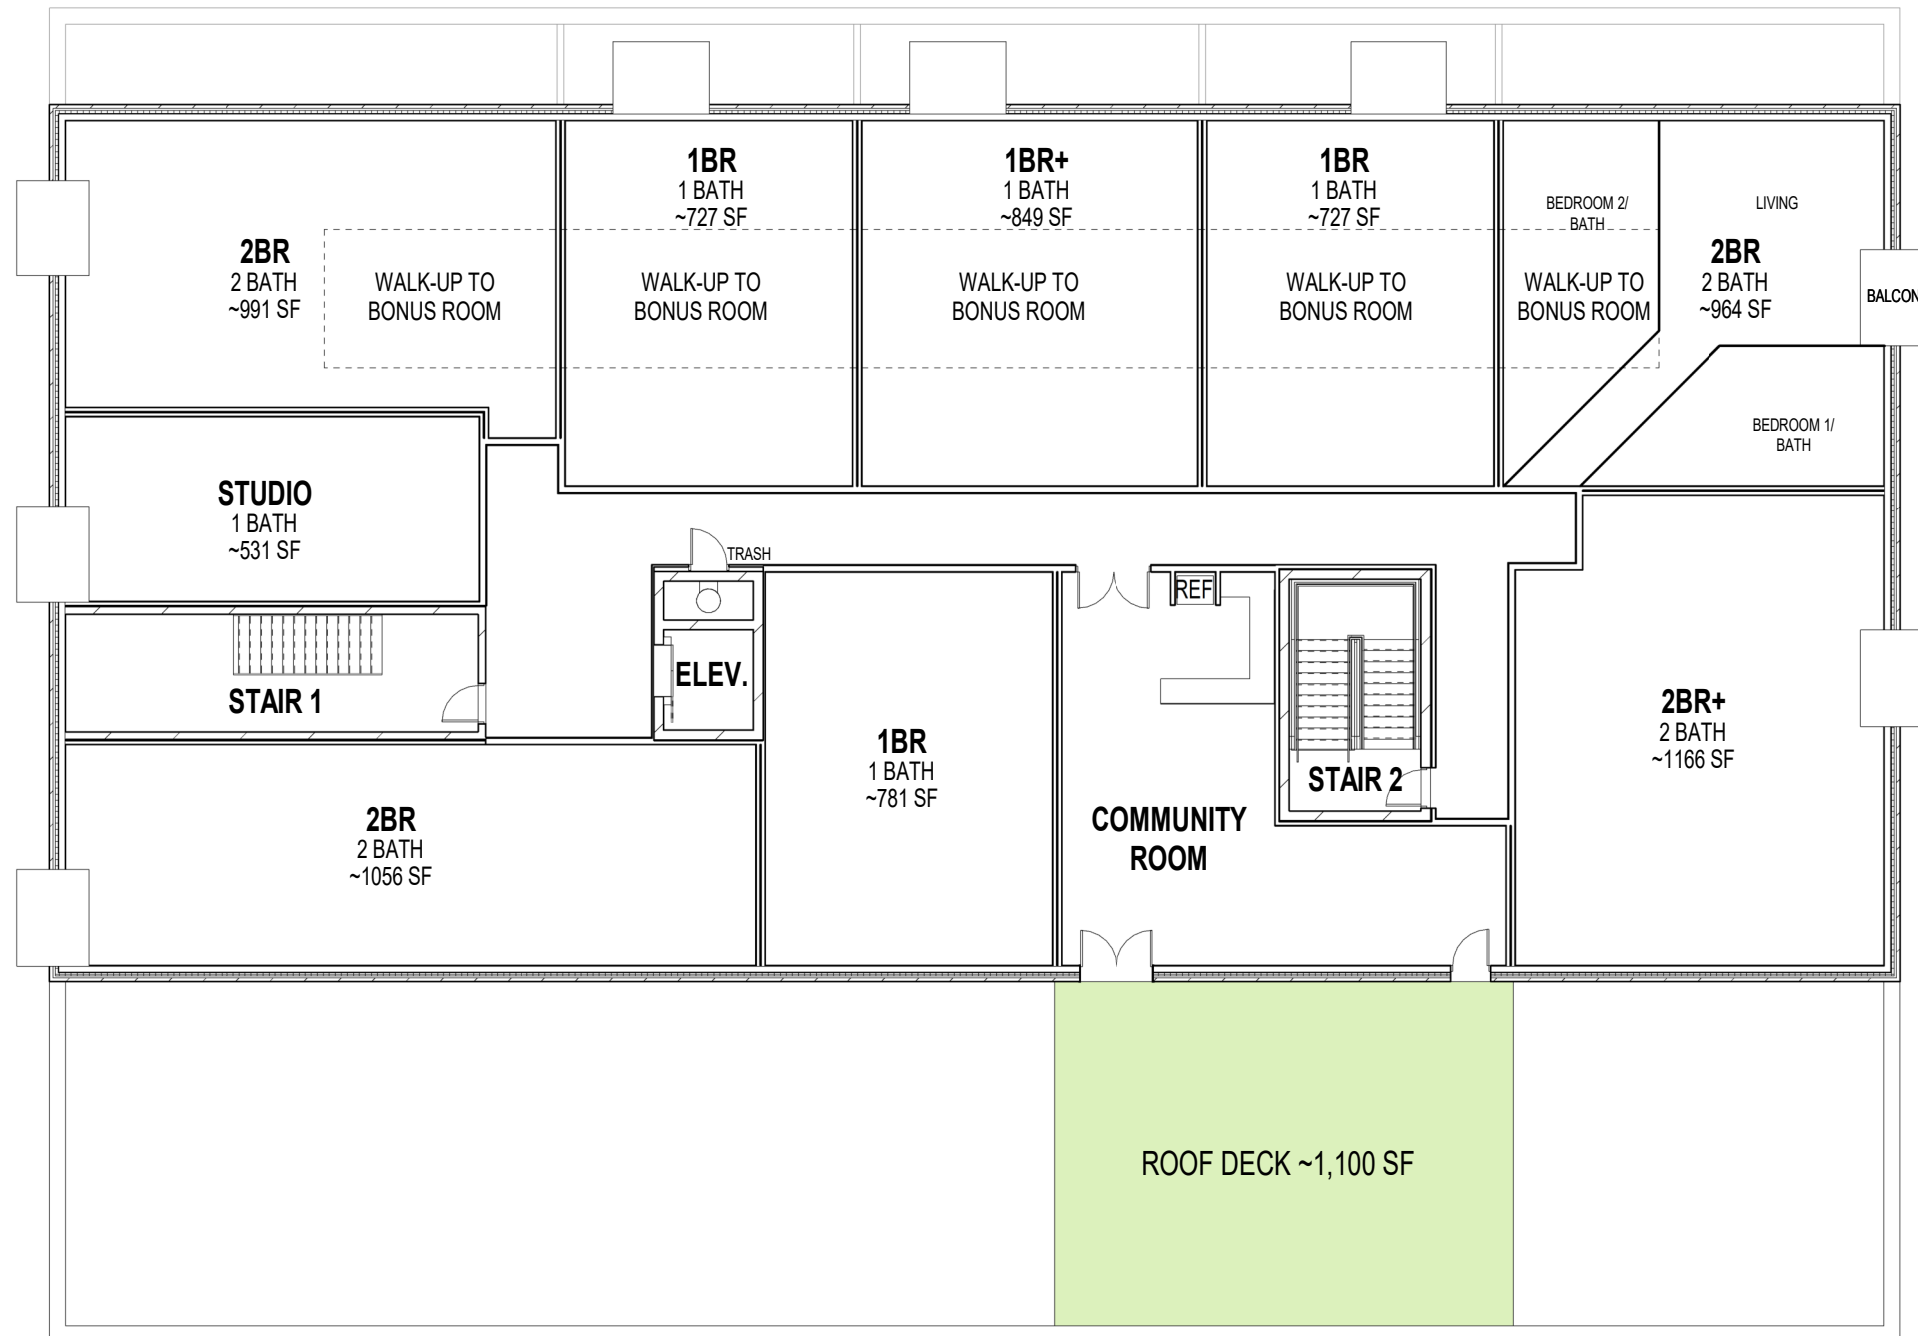 1BR
1 BATH
~727 SF
1BR+
1 BATH
~849 SF
1BR
1 BATH
~727 SF
BEDROOM 2/
BATH
LIVING
2BR
2 BATH
~991 SF
WALK-UP TO
BONUS ROOM
WALK-UP TO
BONUS ROOM
WALK-UP TO
BONUS ROOM
WALK-UP TO
BONUS ROOM
WALK-UP TO
BONUS ROOM
2BR
2 BATH
~964 SF
BALCON
BEDROOM 1/
BATH
STUDIO
1 BATH
~531 SF
TRASH
REF
STAIR 1
ELEV.
1BR
1 BATH
~781 SF
STAIR 2
2BR+
2 BATH
~1166 SF
2BR
2 BATH
~1056 SF
COMMUNITY
ROOM
ROOF DECK ~1,100 SF